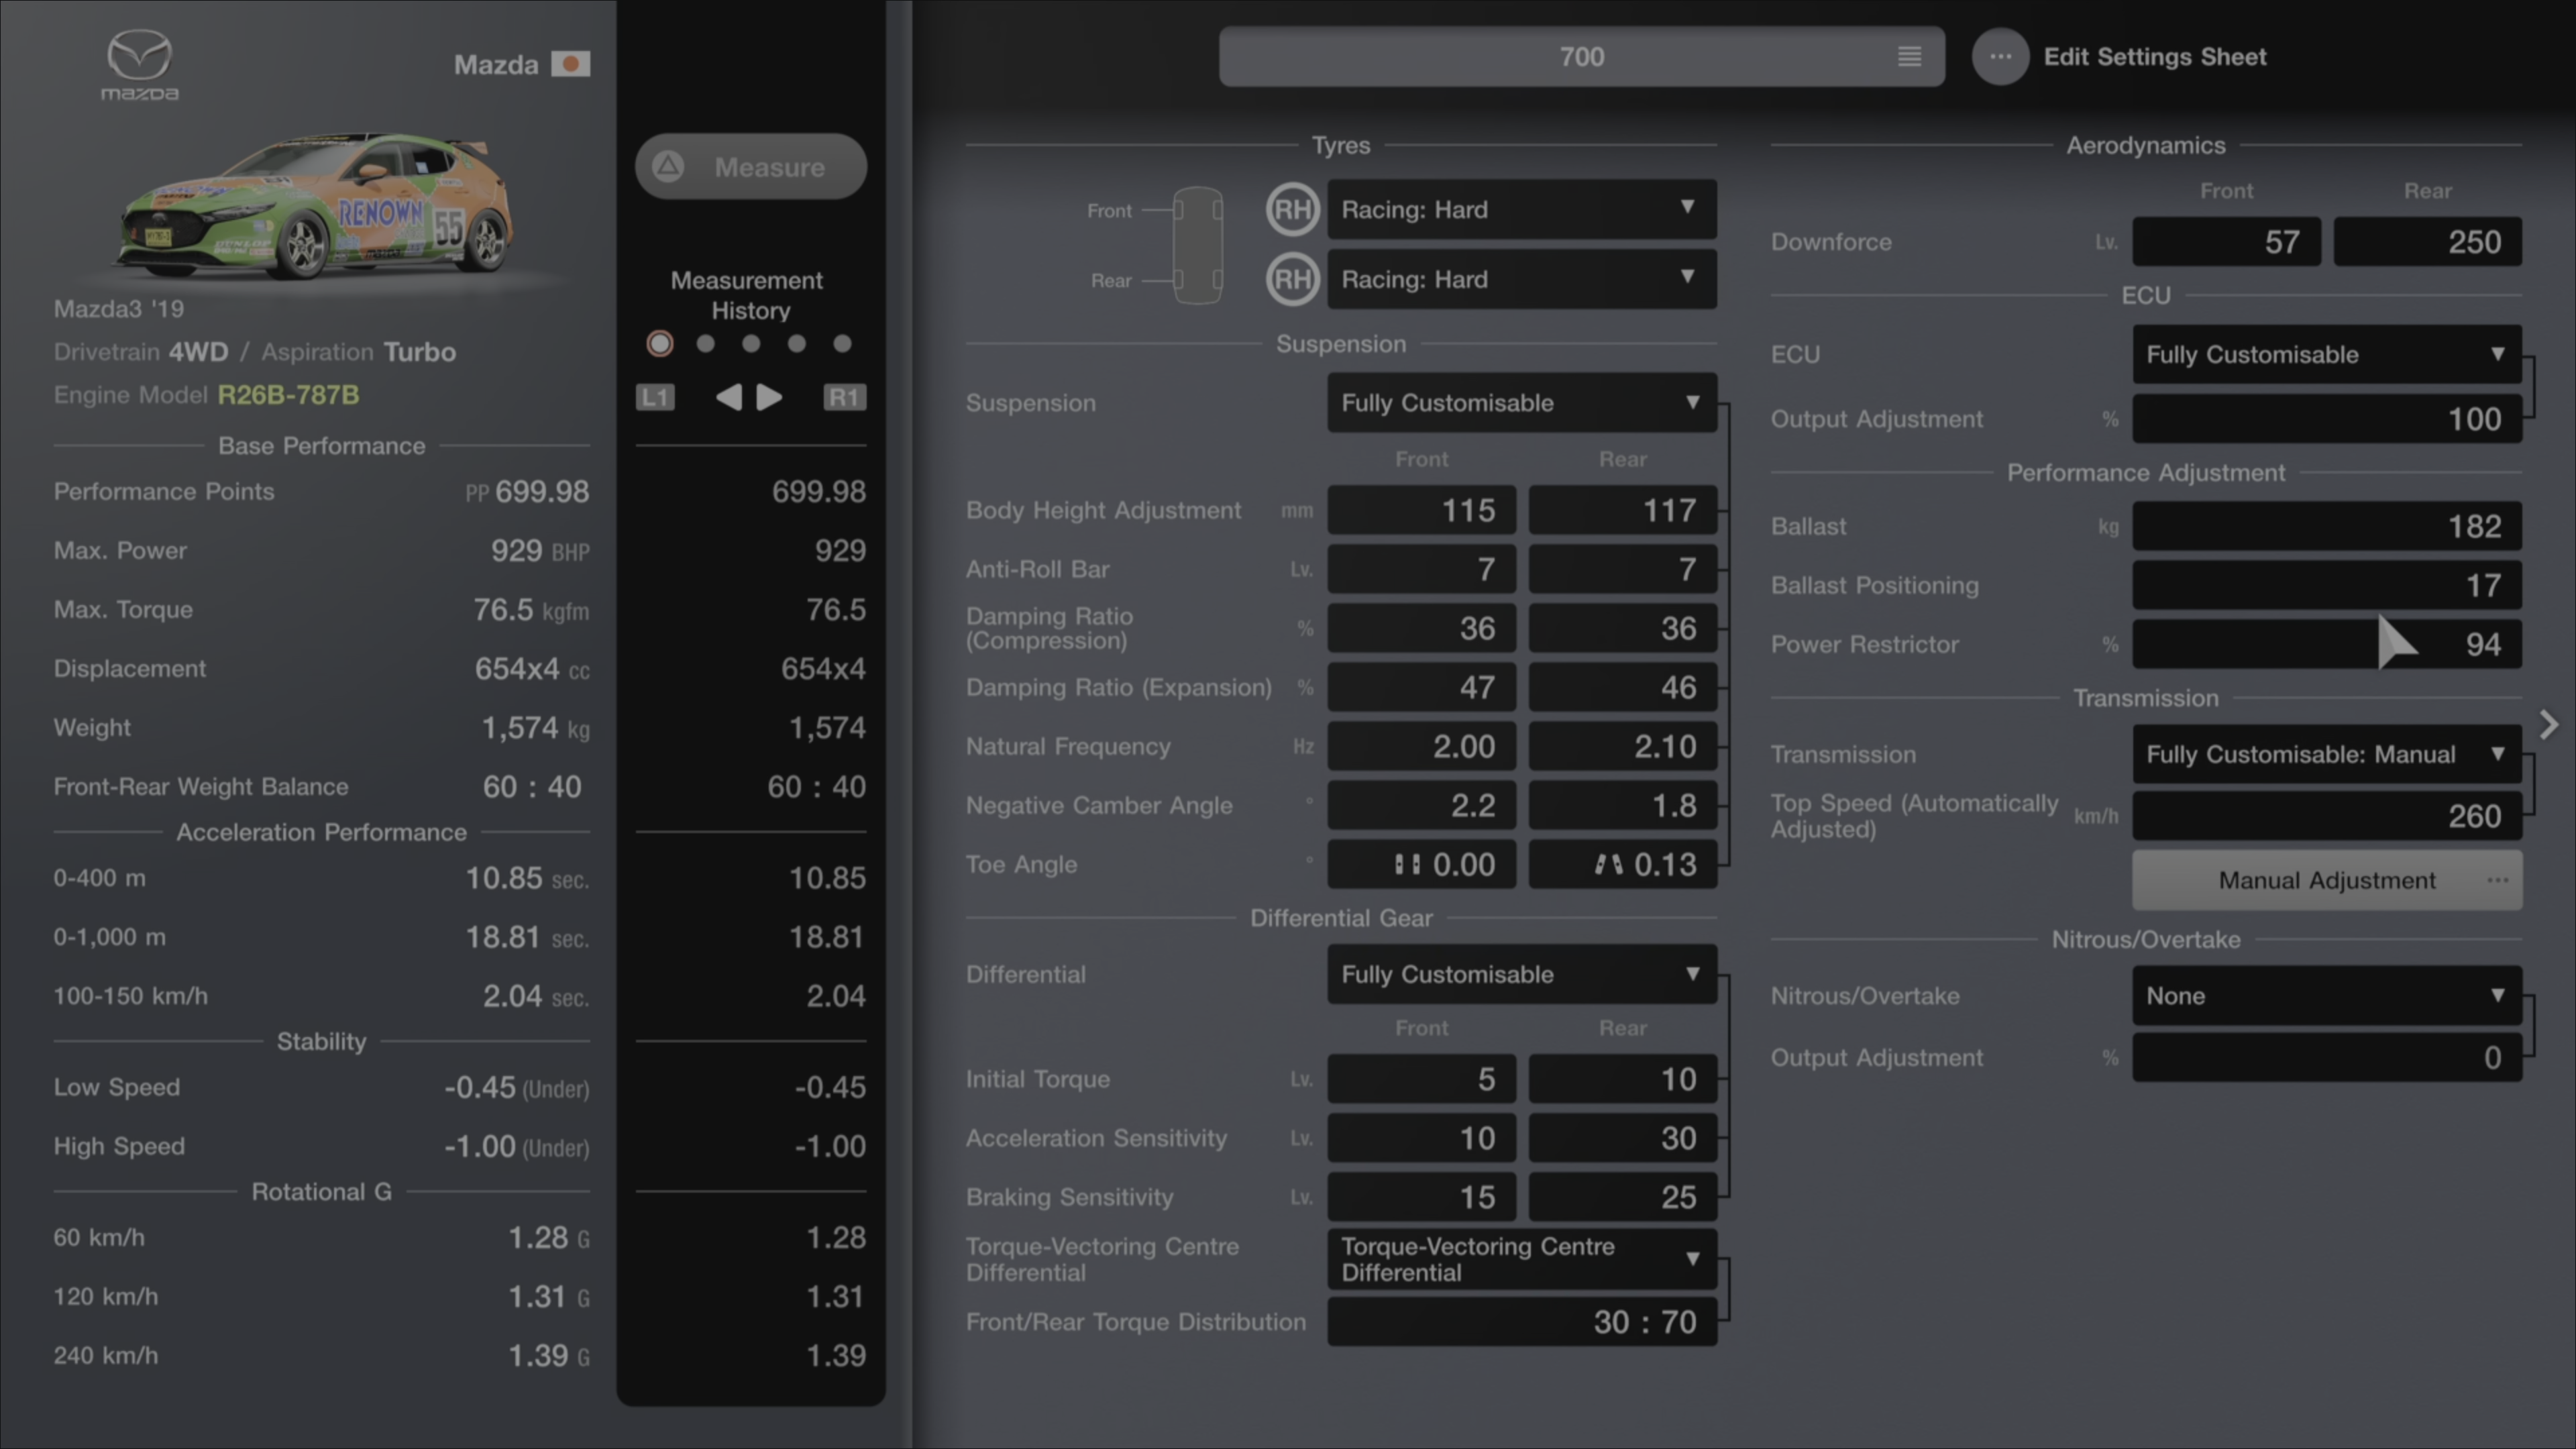 mazda
Mazda
RENOWN
55
Mazda3 '19
Drivetrain 4WD / Aspiration Turbo
Engine Model R26B-787B
Base Performance
Performance Points PP 699.98
Max. Power 929 BHP
Max. Torque 76.5 kgfm
Displacement 654x4 cc
Weight 1,574 kg
Front-Rear Weight Balance 60 : 40
Acceleration Performance
0-400 m 10.85 sec.
0-1,000 m 18.81 sec.
100-150 km/h 2.04 sec.
Stability
Low Speed -0.45 (Under)
High Speed -1.00 (Under)
Rotational G
60 km/h 1.28 G
120 km/h 1.31 G
240 km/h 1.39 G
Measure
Measurement
History
L1 R1
699.98
929
76.5
654x4
1,574
60 : 40
10.85
18.81
2.04
-0.45
-1.00
1.28
1.31
1.39
700
Edit Settings Sheet
Tyres
Front RH Racing: Hard
Rear RH Racing: Hard
Suspension
Suspension Fully Customisable
Front Rear
Body Height Adjustment mm 115 117
Anti-Roll Bar Lv. 7 7
Damping Ratio
(Compression) % 36 36
Damping Ratio (Expansion) % 47 46
Natural Frequency Hz 2.00 2.10
Negative Camber Angle ° 2.2 1.8
Toe Angle ° 0.00 0.13
Differential Gear
Differential Fully Customisable
Front Rear
Initial Torque Lv. 5 10
Acceleration Sensitivity Lv. 10 30
Braking Sensitivity Lv. 15 25
Torque-Vectoring Centre Torque-Vectoring Centre
Differential Differential
Front/Rear Torque Distribution 30 : 70
Aerodynamics
Front Rear
Downforce Lv. 57 250
ECU
ECU Fully Customisable
Output Adjustment % 100
Performance Adjustment
Ballast kg 182
Ballast Positioning 17
Power Restrictor % 94
Transmission
Transmission Fully Customisable: Manual
Top Speed (Automatically
Adjusted) km/h 260
Manual Adjustment
Nitrous/Overtake
Nitrous/Overtake None
Output Adjustment % 0